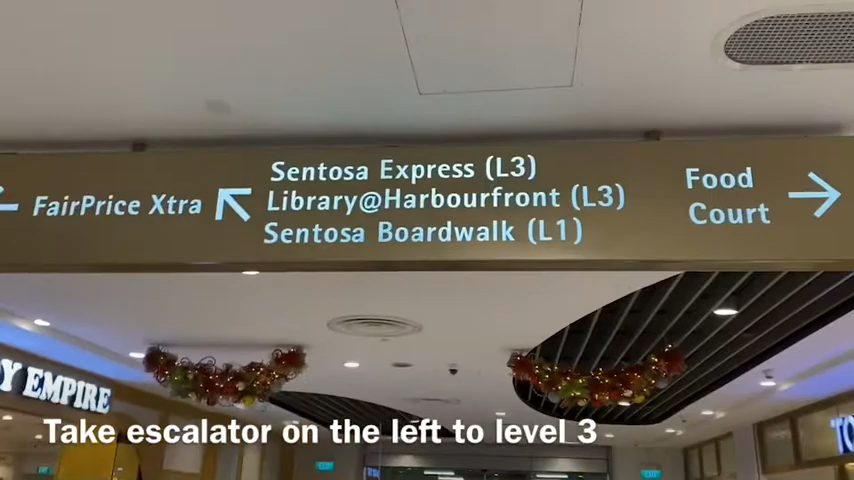 FairPrice Xtra
Sentosa Express (L3)
Library@Harbourfront (L3)
Sentosa Boardwalk (L1)
Food
Court
EMPIRE
Take escalator on the left to level 3